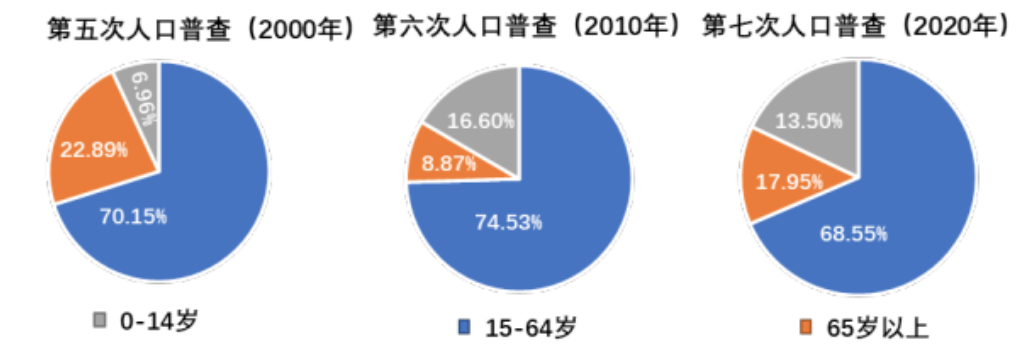 第五次人口普查（2000年）
6.96%
22.89%
70.15%
第六次人口普查（2010年）
16.60%
8.87%
74.53%
第七次人口普查（2020年）
13.50%
17.95%
68.55%
0-14岁
15-64岁
65岁以上